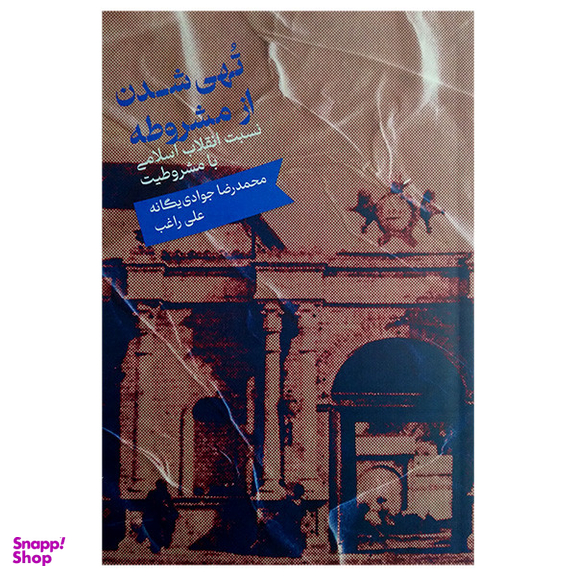 تُهی شدن
از مشروطه
نسبت انقلاب اسلامی
با مشروطیت
محمدرضا جوادی‌یگانه
علی راغب
Snapp!
Shop